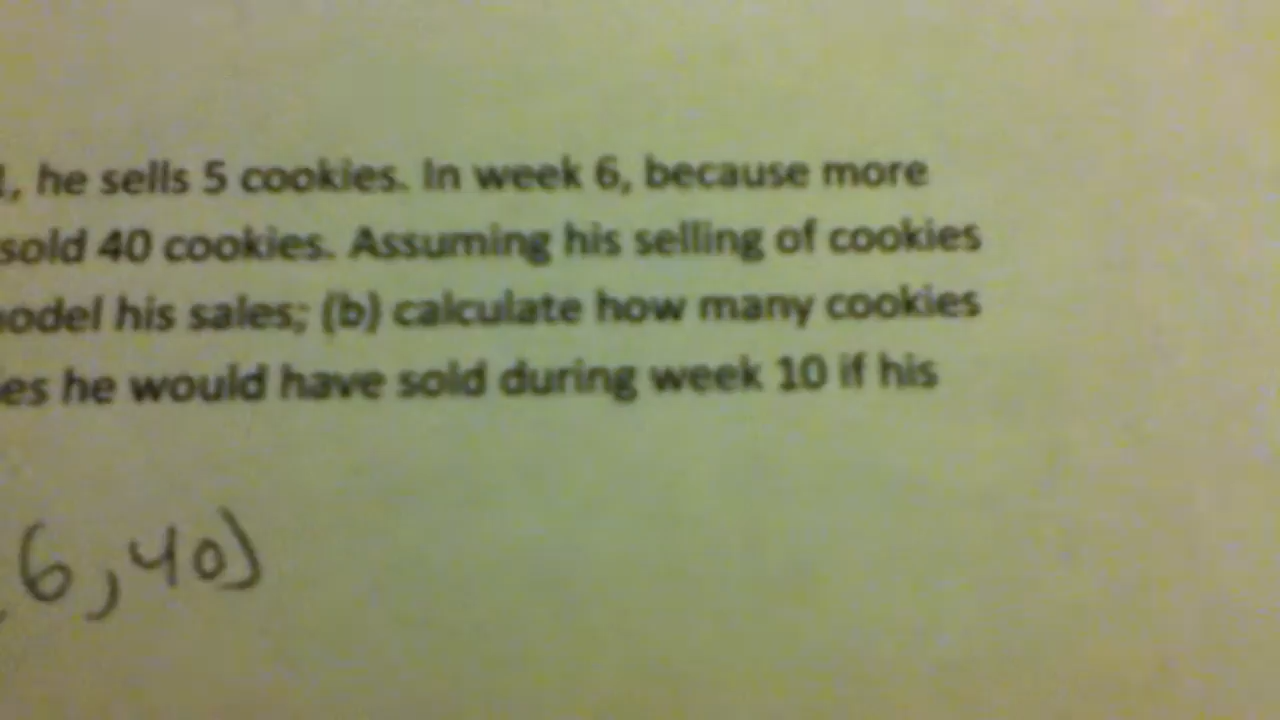 , he sells 5 cookies. In week 6, because more
sold 40 cookies. Assuming his selling of cookies
odel his sales; (b) calculate how many cookies
es he would have sold during week 10 if his
6,40)